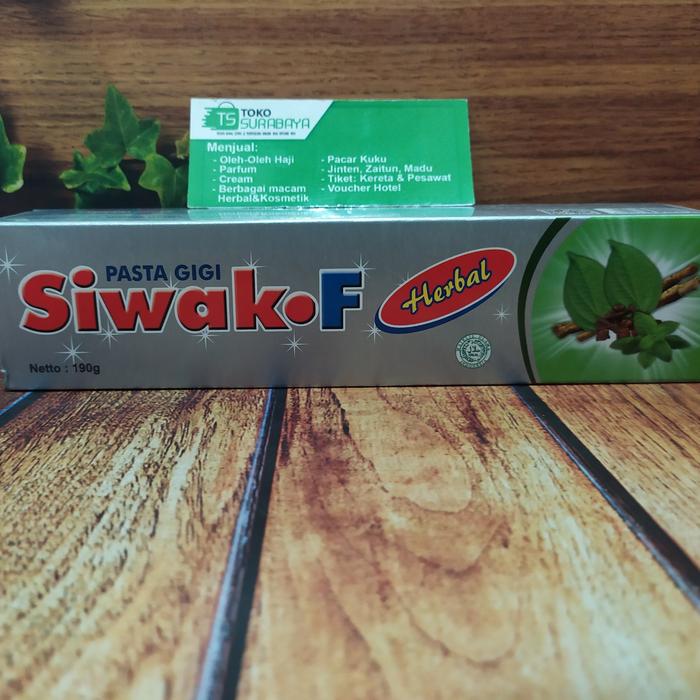 TS TOKO
SURABAYA
Menjual:
- Oleh-Oleh Haji
- Parfum
- Cream
- Berbagai macam
Herbal&Kosmetik
- Pacar Kuku
- Jinten, Zaitun, Madu
- Tiket: Kereta & Pesawat
- Voucher Hotel
PASTA GIGI
Siwak•F
Herbal
Netto : 190g